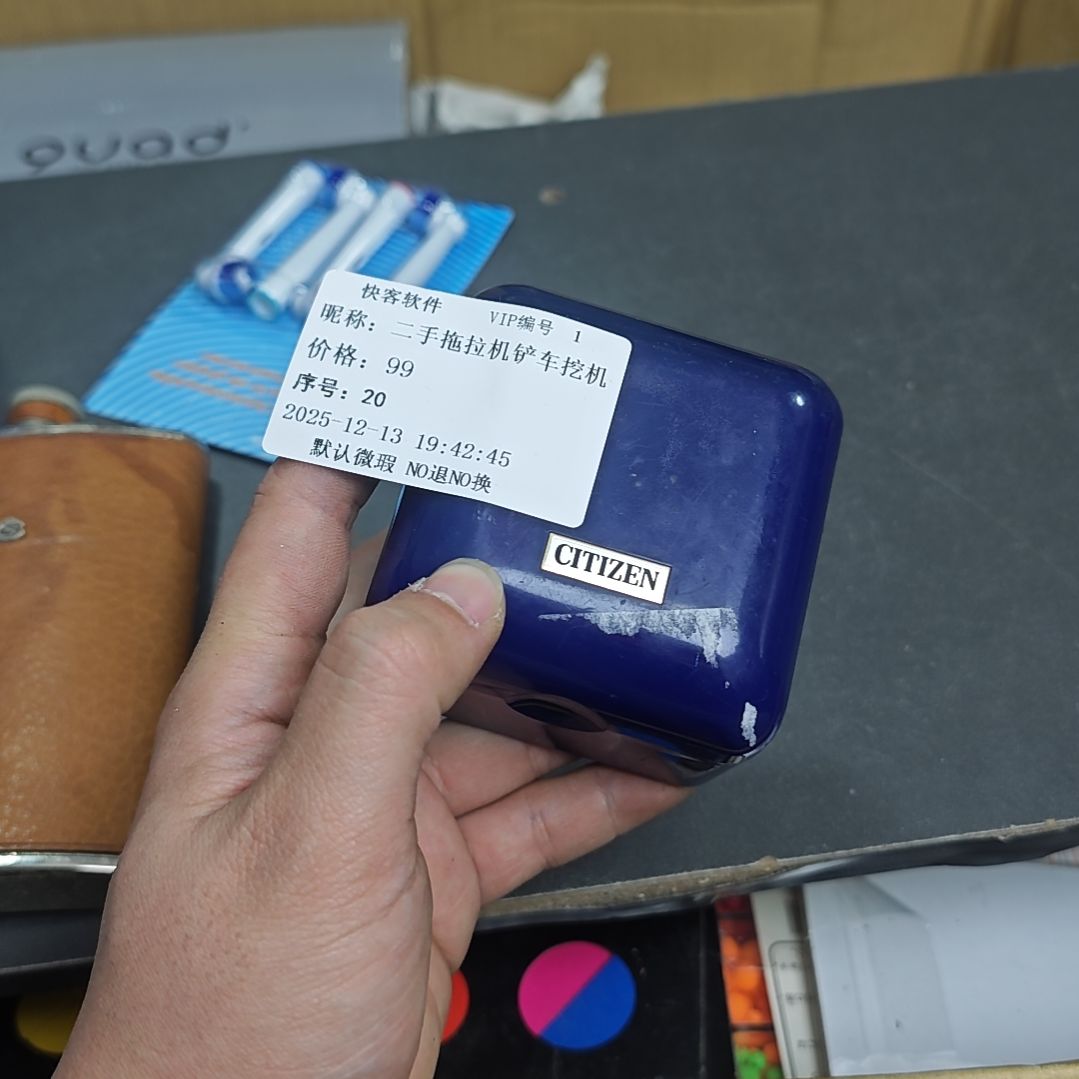 quad
快客软件 VIP编号 1
昵称: 二手拖拉机铲车挖机
价格: 99
序号: 20
2025-12-13 19:42:45
默认微瑕 NO退NO换
CITIZEN